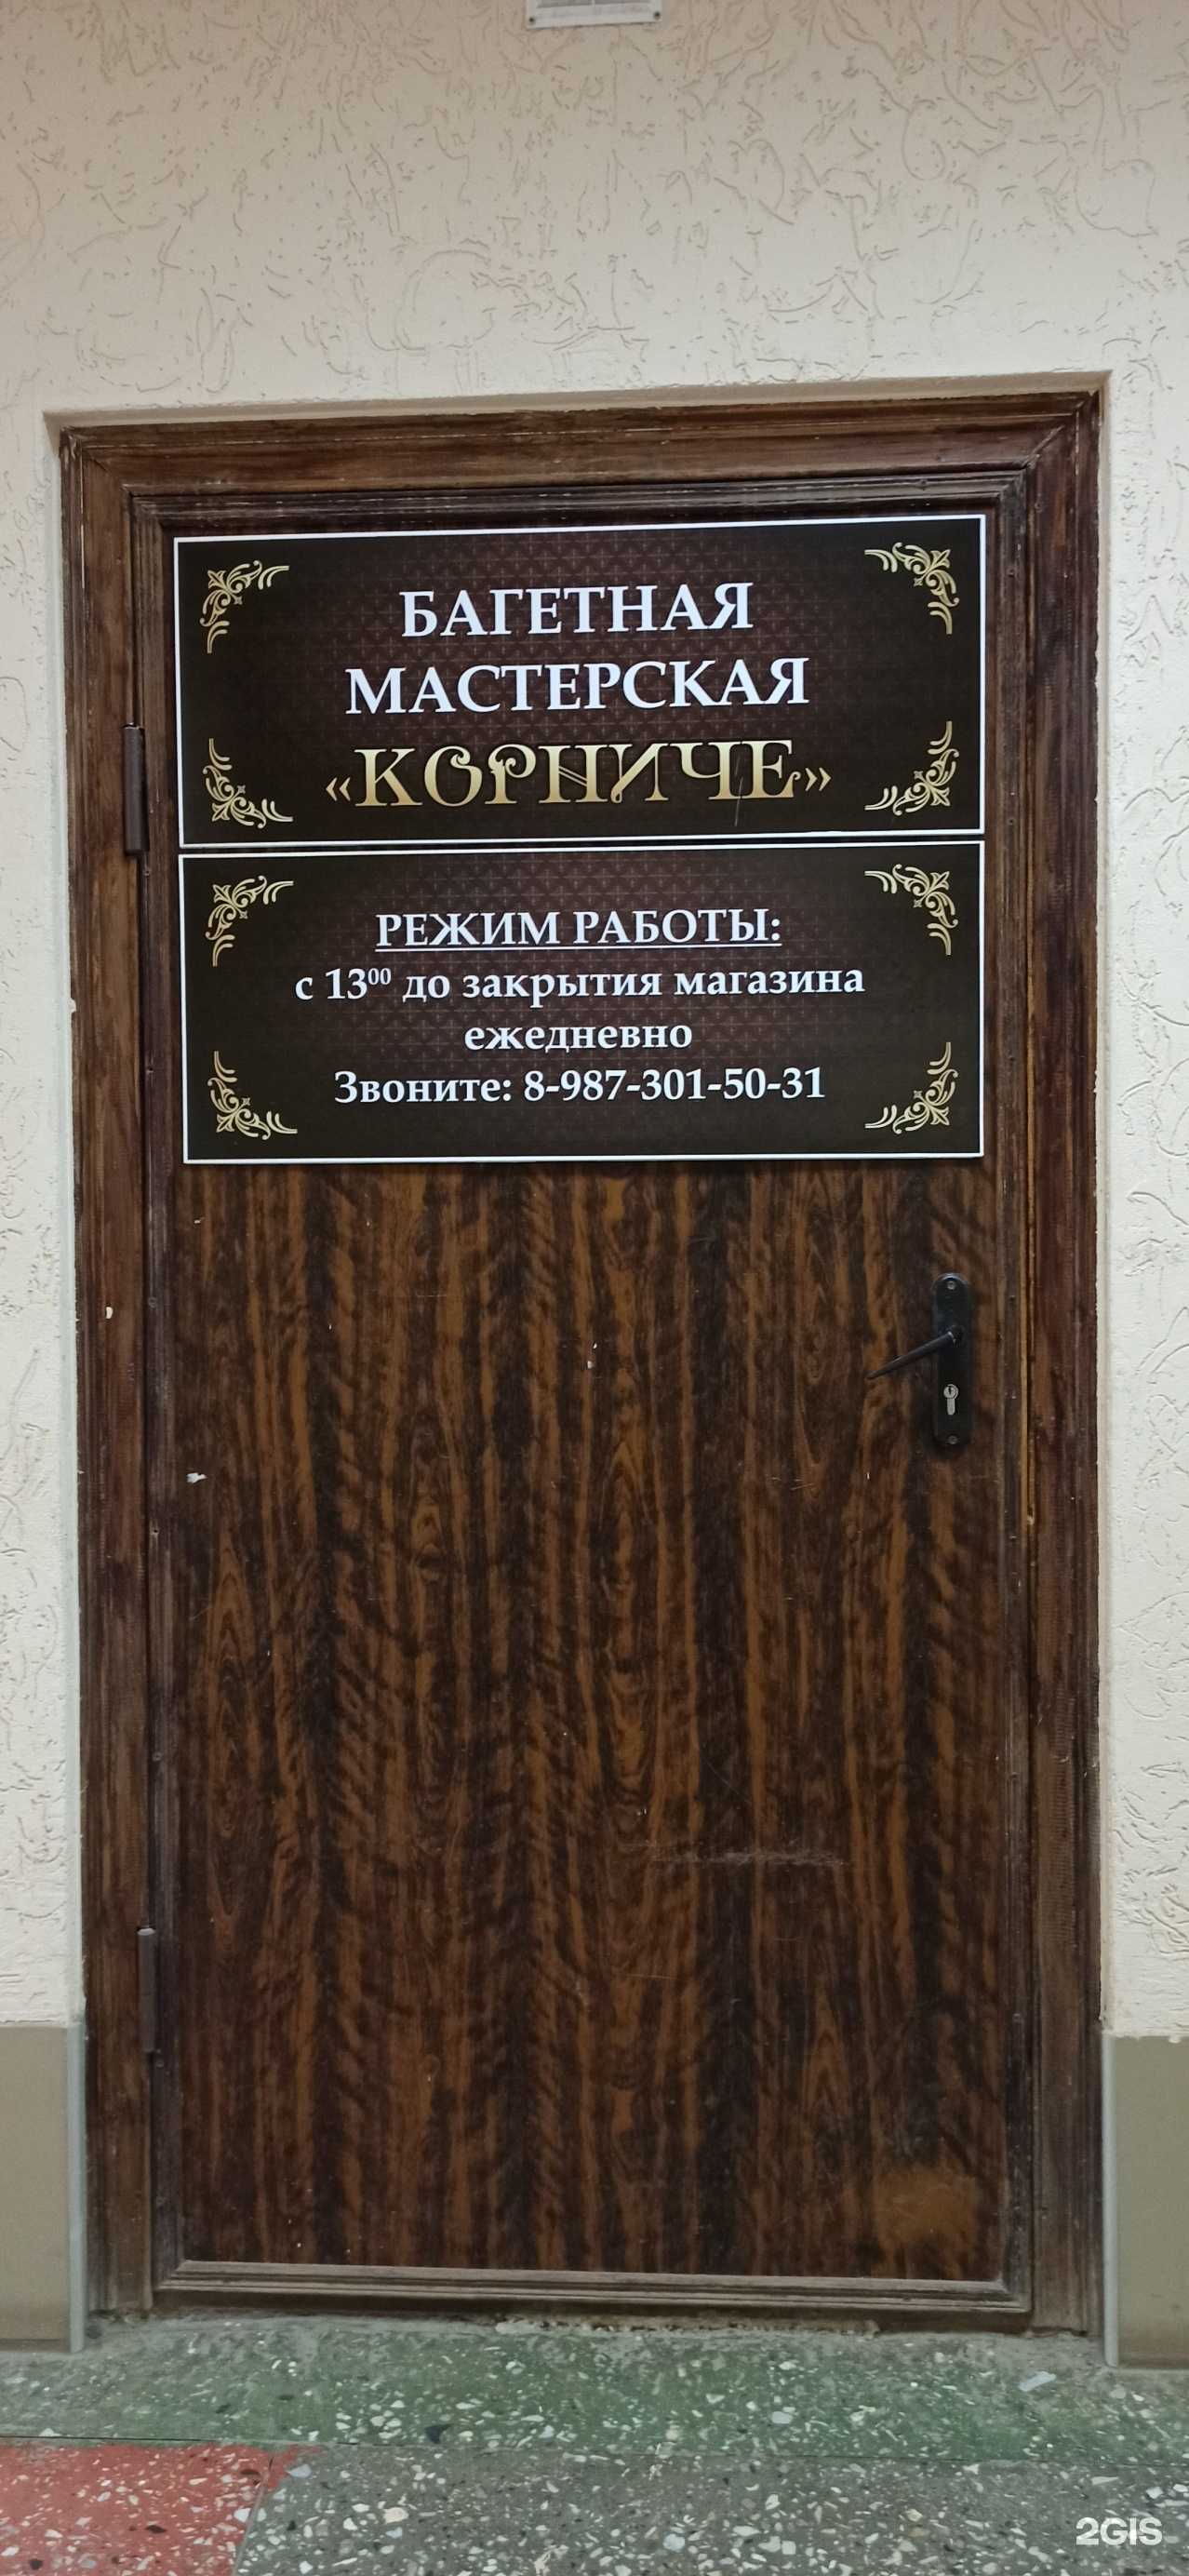 БАГЕТНАЯ
МАСТЕРСКАЯ
«КОРНИЧЕ»
РЕЖИМ РАБОТЫ:
с 13⁰⁰ до закрытия магазина
ежедневно
Звоните: 8-987-301-50-31
2GIS